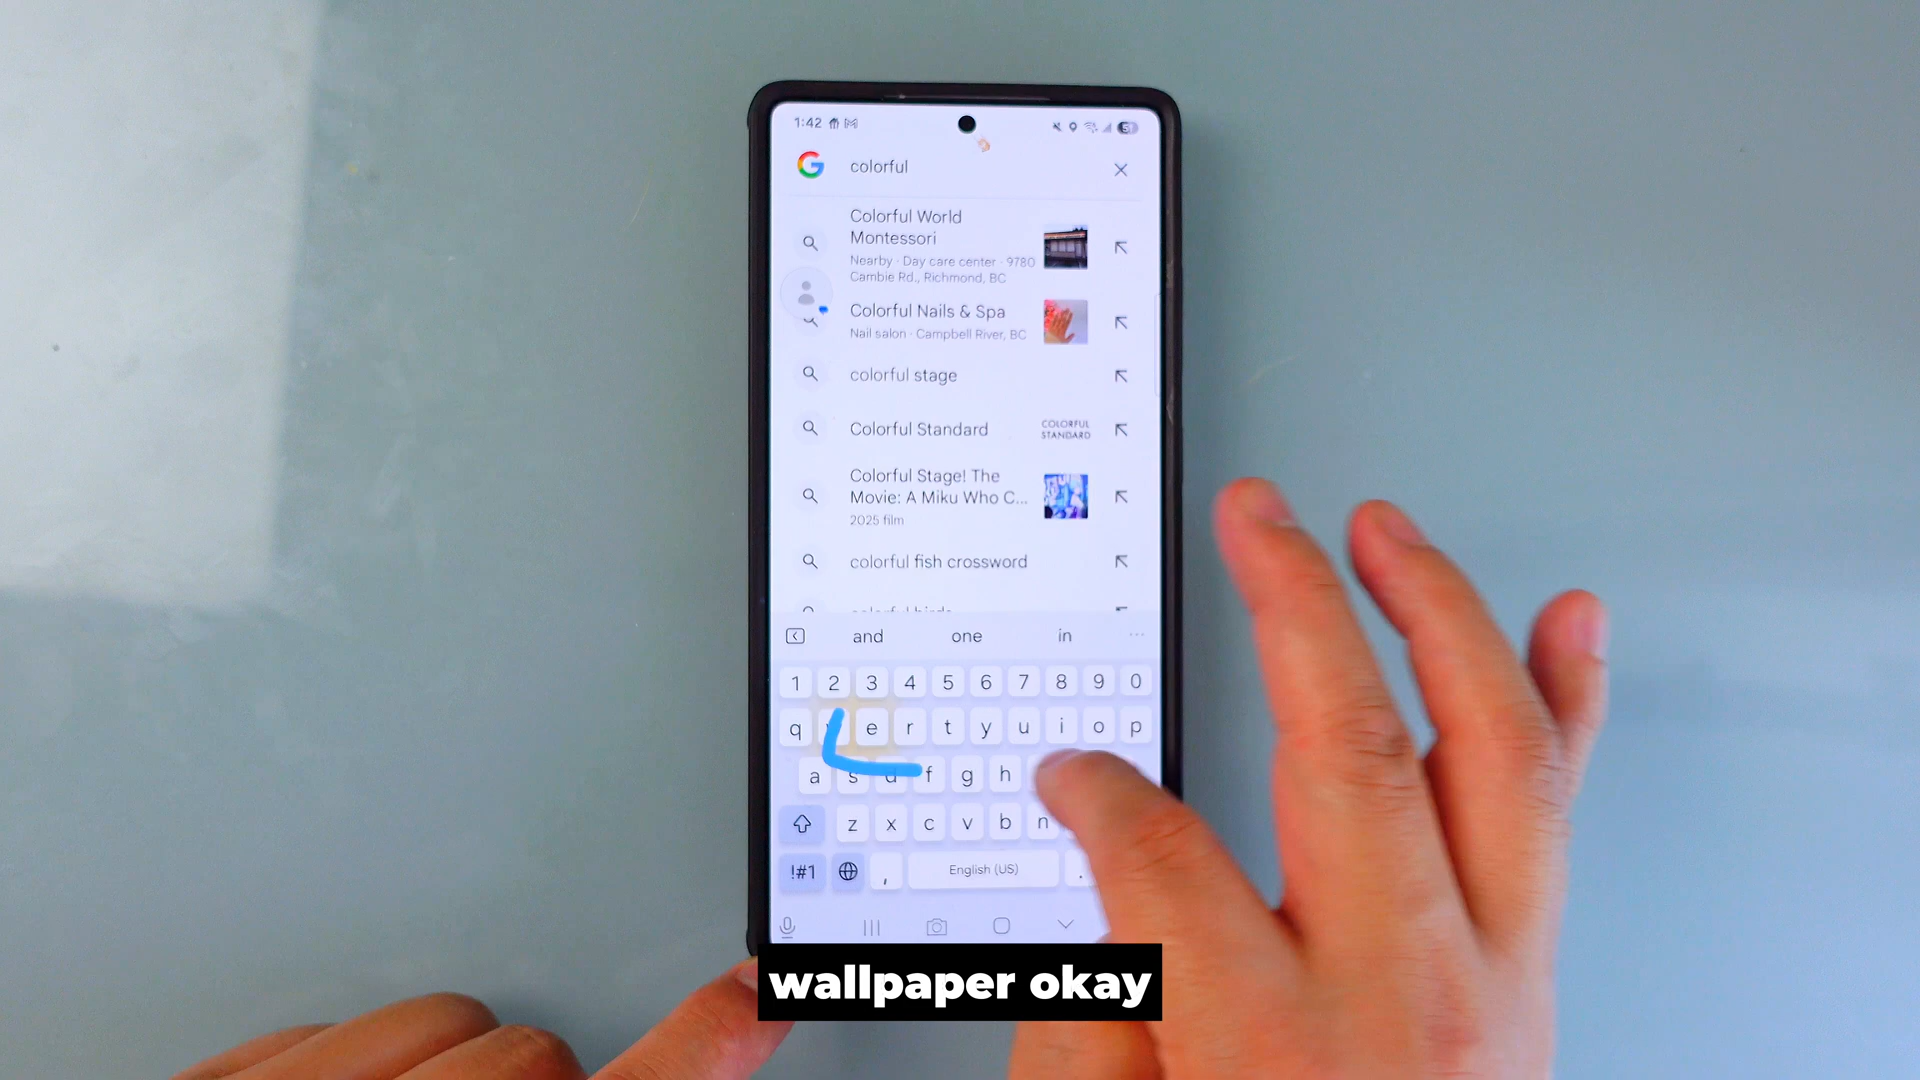 1:42
51
colorful
Colorful World
Montessori
Nearby · Day care center · 9780
Cambie Rd., Richmond, BC
Colorful Nails & Spa
Nail salon · Campbell River, BC
colorful stage
Colorful Standard
COLORFUL
STANDARD
Colorful Stage! The
Movie: A Miku Who C...
2025 film
colorful fish crossword
colorful birds
and one in ...
1 2 3 4 5 6 7 8 9 0
q e r t y u i o p
a s d f g h
z x c v b n
!#1 , English (US) .
wallpaper okay